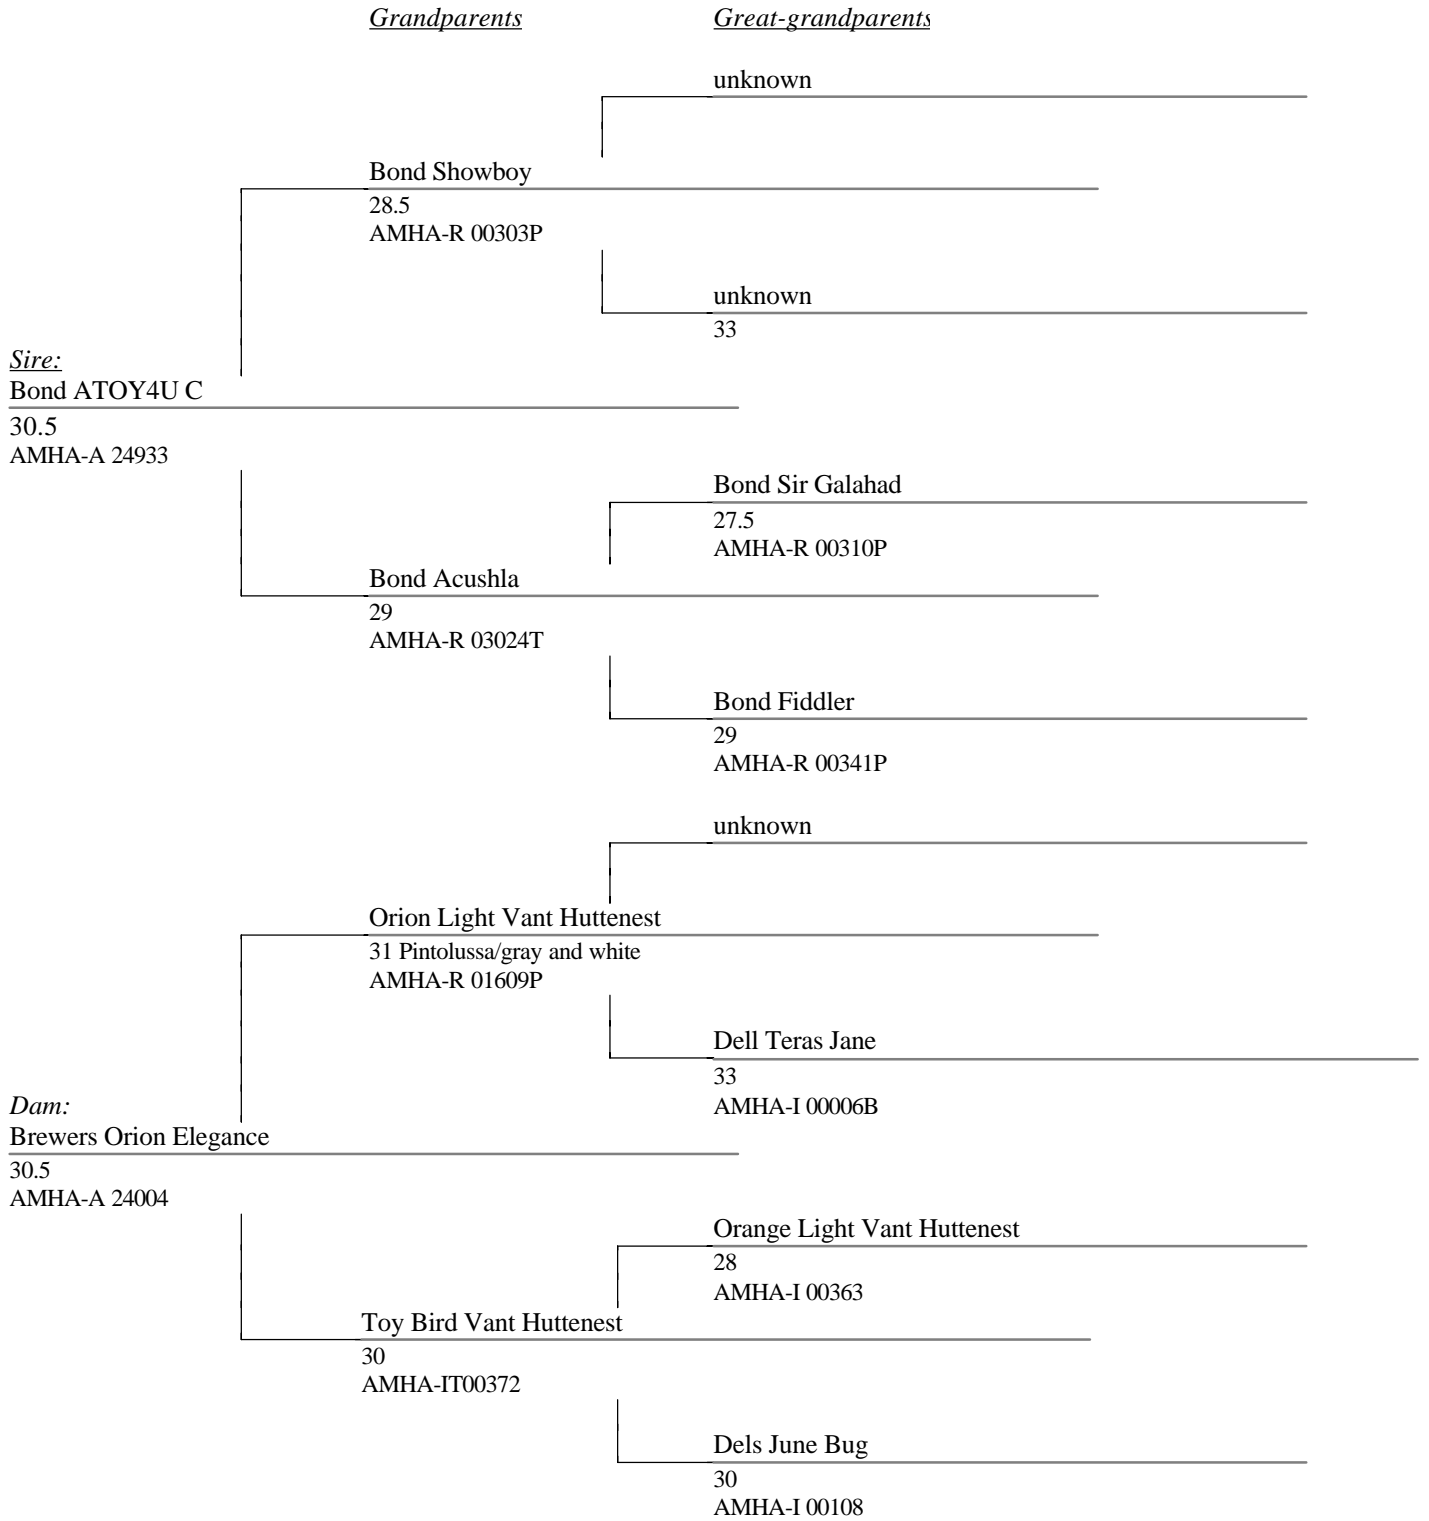 Grandparents
Great-grandparents
unknown
Bond Showboy
28.5
AMHA-R 00303P
unknown
33
Sire:
Bond ATOY4U C
30.5
AMHA-A 24933
Bond Sir Galahad
27.5
AMHA-R 00310P
Bond Acushla
29
AMHA-R 03024T
Bond Fiddler
29
AMHA-R 00341P
unknown
Orion Light Vant Huttenest
31 Pintolussa/gray and white
AMHA-R 01609P
Dell Teras Jane
33
AMHA-I 00006B
Dam:
Brewers Orion Elegance
30.5
AMHA-A 24004
Orange Light Vant Huttenest
28
AMHA-I 00363
Toy Bird Vant Huttenest
30
AMHA-IT00372
Dels June Bug
30
AMHA-I 00108